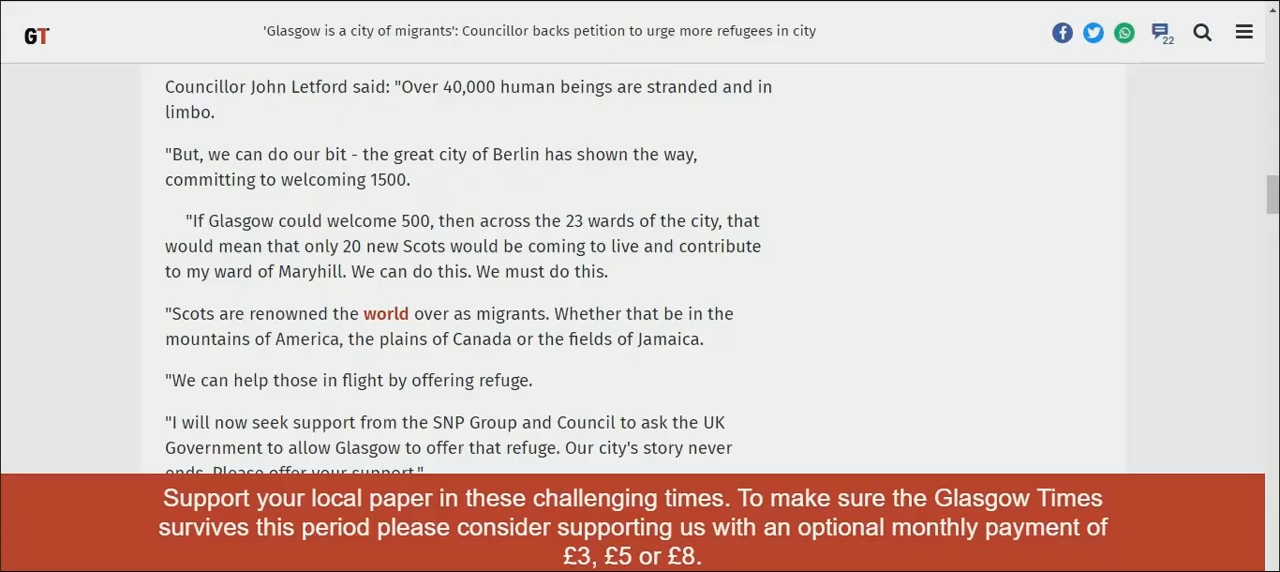 GT
'Glasgow is a city of migrants': Councillor backs petition to urge more refugees in city
22
Councillor John Letford said: "Over 40,000 human beings are stranded and in
limbo.
"But, we can do our bit - the great city of Berlin has shown the way,
committing to welcoming 1500.
"If Glasgow could welcome 500, then across the 23 wards of the city, that
would mean that only 20 new Scots would be coming to live and contribute
to my ward of Maryhill. We can do this. We must do this.
"Scots are renowned the world over as migrants. Whether that be in the
mountains of America, the plains of Canada or the fields of Jamaica.
"We can help those in flight by offering refuge.
"I will now seek support from the SNP Group and Council to ask the UK
Government to allow Glasgow to offer that refuge. Our city's story never
ends. Please offer your support."
Support your local paper in these challenging times. To make sure the Glasgow Times
survives this period please consider supporting us with an optional monthly payment of
£3, £5 or £8.